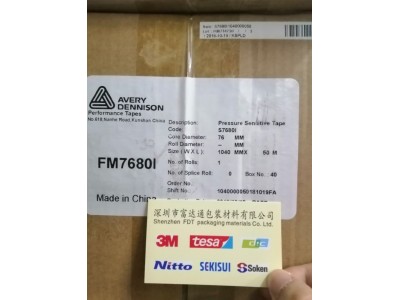 AVERY
DENNISON
Performance Tapes
Description: Pressure Sensitive Tape
Code: S7680I
Core Diameter: 76 MM
Roll Diameter: -- MM
Size ( W X L ): 1040 MMX 50 M
FM7680I
No. of Rolls: 1
No. of Splice Roll: 0 Box No: 40
Order No.:
Made in China
Shift No.:
深圳市富达通包装材料有限公司
Shenzhen FDT packaging materials Co. Ltd.
3M tesa
Nitto SEKISUI Soken